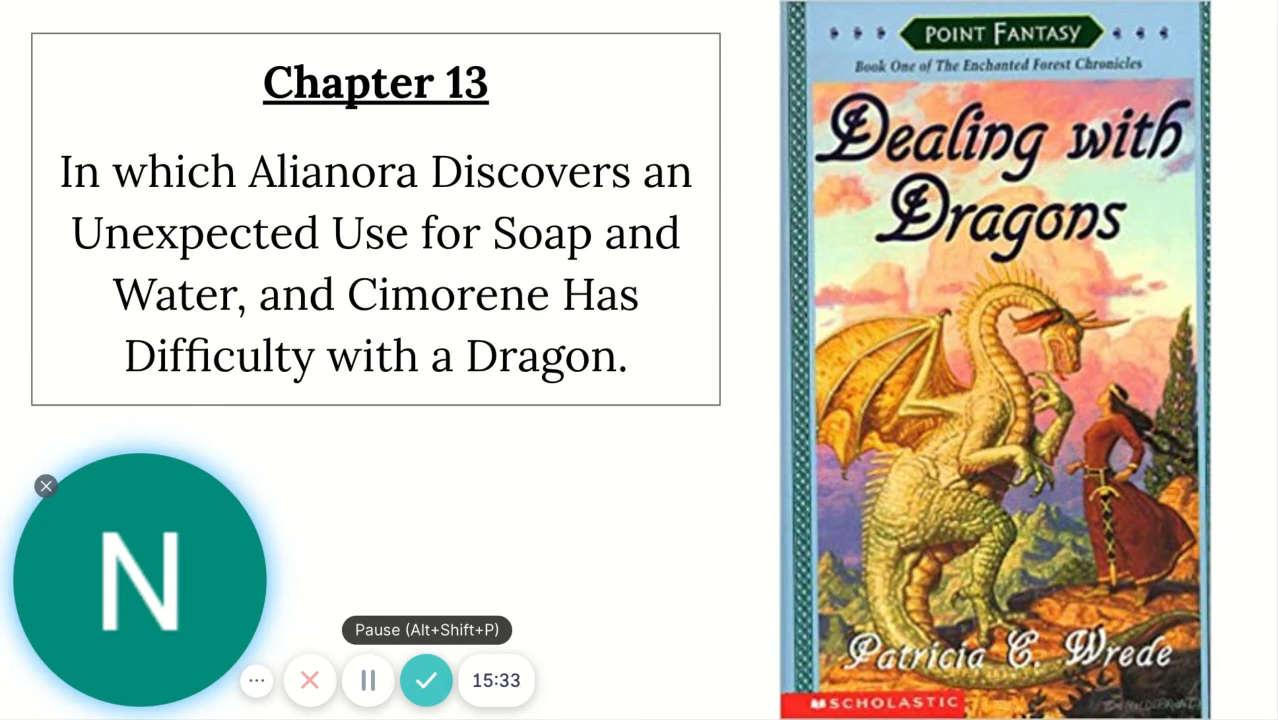 Chapter 13
In which Alianora Discovers an
Unexpected Use for Soap and
Water, and Cimorene Has
Difficulty with a Dragon.
N
Pause (Alt+Shift+P)
15:33
POINT FANTASY
Book One of The Enchanted Forest Chronicles
Dealing with
Dragons
Patricia C. Wrede
SCHOLASTIC